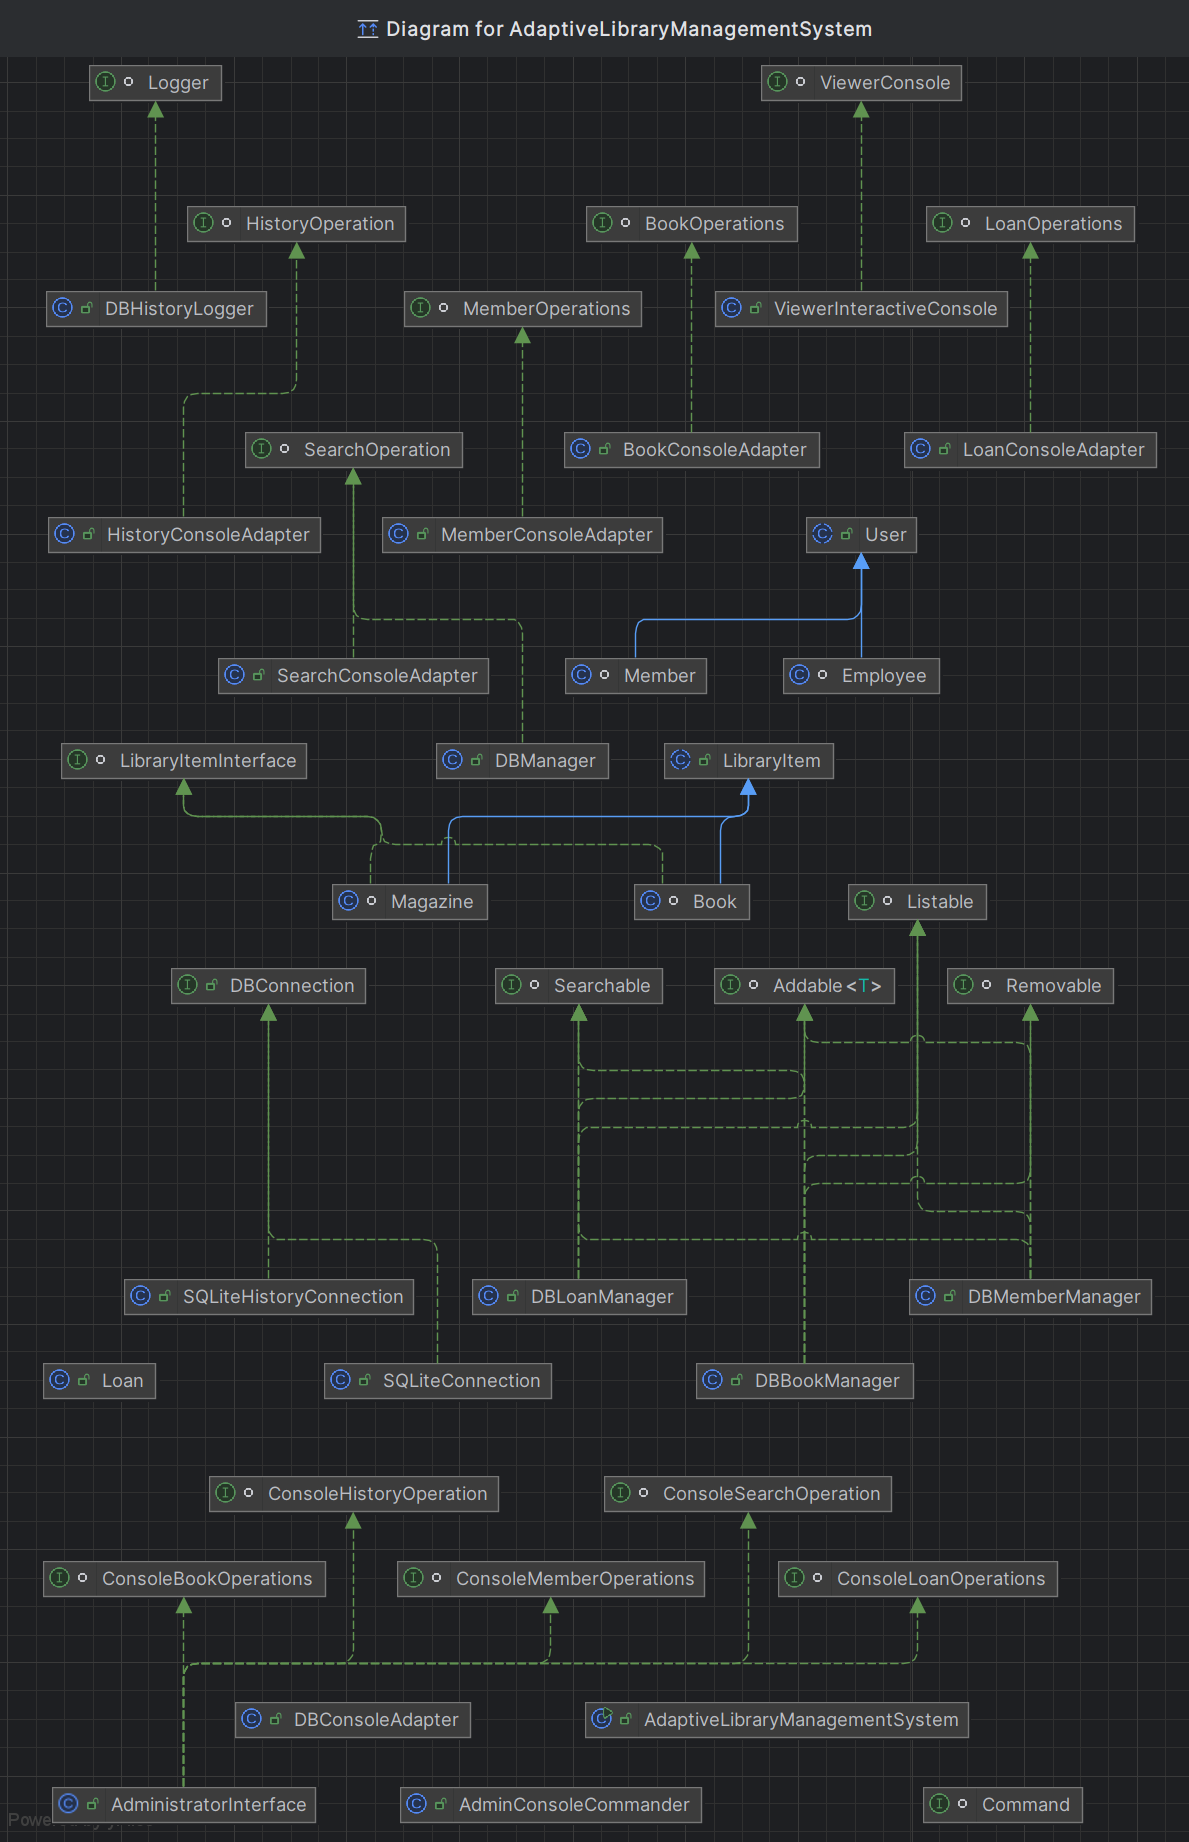 Diagram for AdaptiveLibraryManagementSystem
Logger
ViewerConsole
HistoryOperation
BookOperations
LoanOperations
DBHistoryLogger
MemberOperations
ViewerInteractiveConsole
SearchOperation
BookConsoleAdapter
LoanConsoleAdapter
HistoryConsoleAdapter
MemberConsoleAdapter
User
SearchConsoleAdapter
Member
Employee
LibraryItemInterface
DBManager
LibraryItem
Magazine
Book
Listable
DBConnection
Searchable
Addable<T>
Removable
SQLiteHistoryConnection
DBLoanManager
DBMemberManager
Loan
SQLiteConnection
DBBookManager
ConsoleHistoryOperation
ConsoleSearchOperation
ConsoleBookOperations
ConsoleMemberOperations
ConsoleLoanOperations
DBConsoleAdapter
AdaptiveLibraryManagementSystem
AdministratorInterface
AdminConsoleCommander
Command